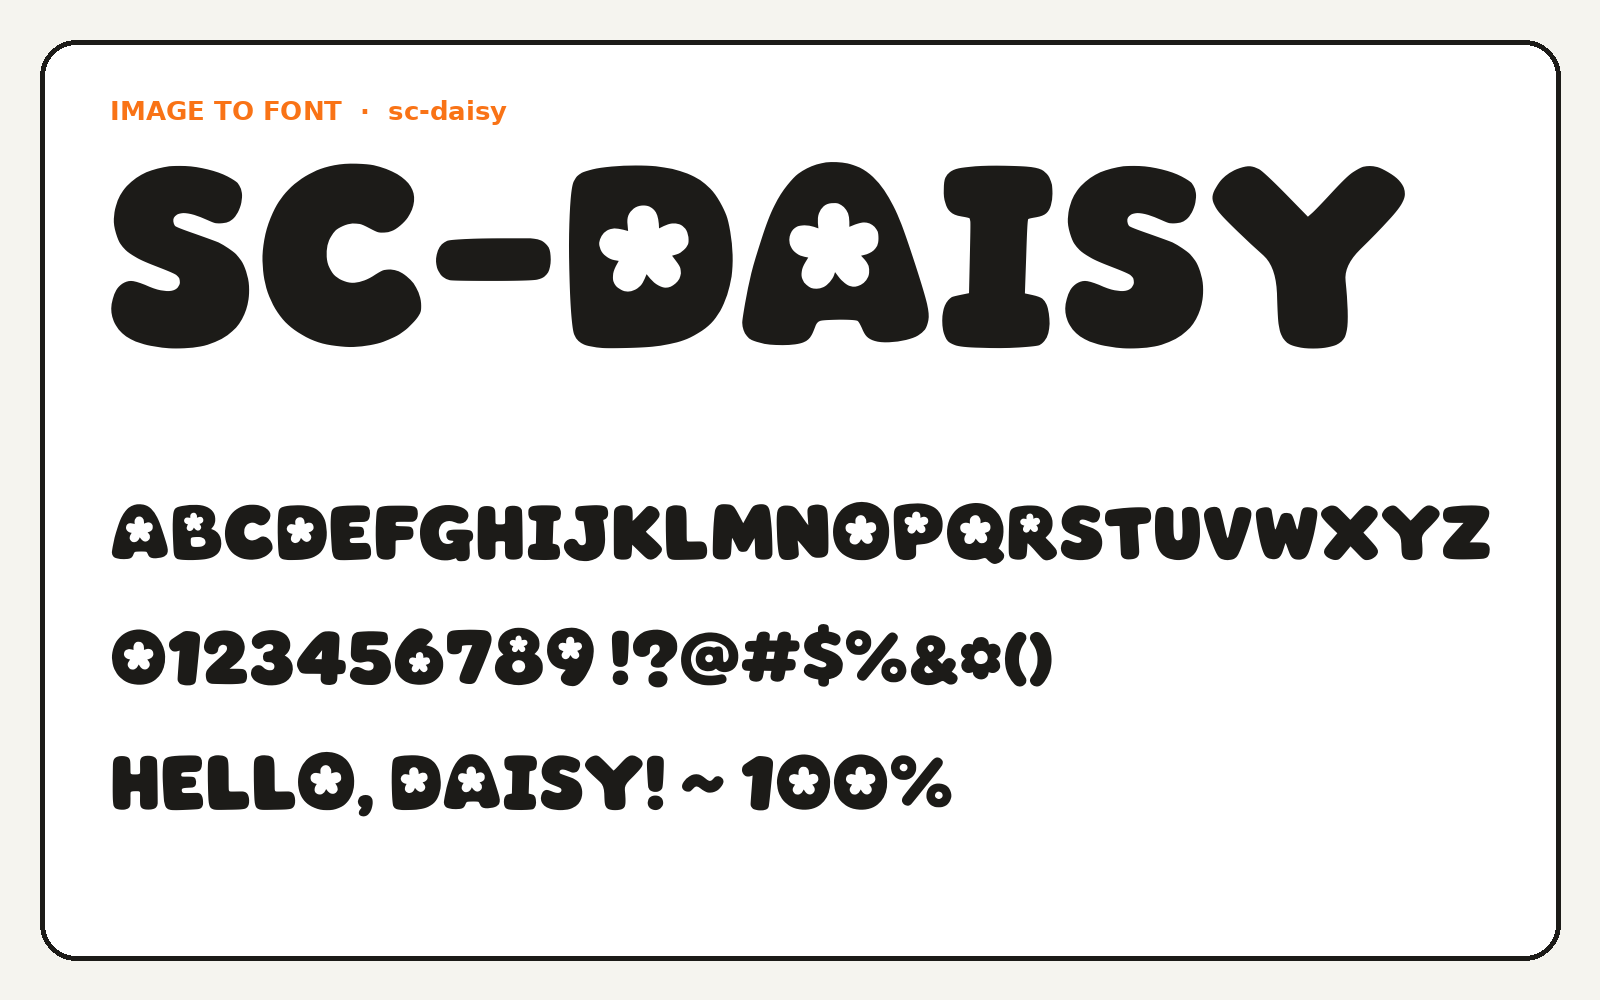 IMAGE TO FONT · sc-daisy
SC-DAISY
ABCDEFGHIJKLMNOPQRSTUVWXYZ
0123456789 !?@#$%&¤()
HELLO, DAISY! ~ 100%